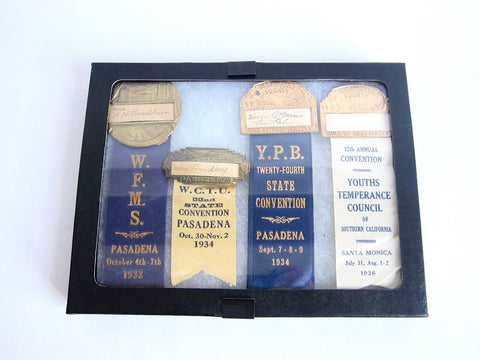 W.
F.
M.
S.
PASADENA
October 4th-7th
1932
W.C.T.U.
52nd
STATE
CONVENTION
PASADENA
Oct. 30-Nov. 2
1934
Y.P.B.
TWENTY-FOURTH
STATE
CONVENTION
PASADENA
Sept. 7-8-9
1934
27th ANNUAL
CONVENTION
YOUTHS
TEMPERANCE
COUNCIL
OF
SOUTHERN CALIFORNIA
SANTA MONICA
July 31, Aug. 1-2
1936